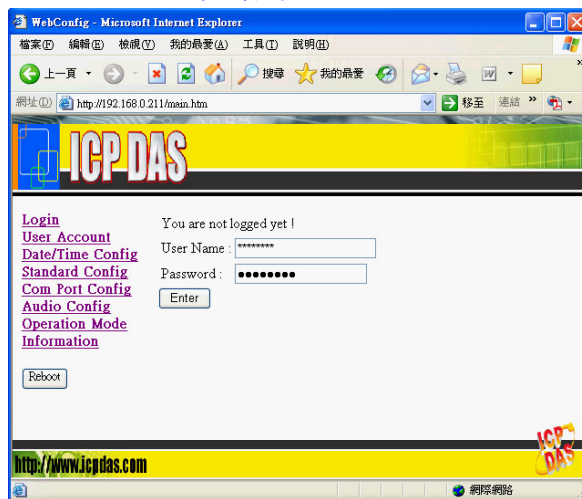 WebConfig - Microsoft Internet Explorer
檔案(F) 編輯(E) 檢視(V) 我的最愛(A) 工具(T) 說明(H)
上一頁 搜尋 我的最愛
網址(D) http://192.168.0.211/main.htm 移至 連結 »
ICP DAS
Login
User Account
Date/Time Config
Standard Config
Com Port Config
Audio Config
Operation Mode
Information
Reboot
You are not logged yet !
User Name : ********
Password : ●●●●●●●●
Enter
http://www.icpdas.com
ICP DAS
網際網路